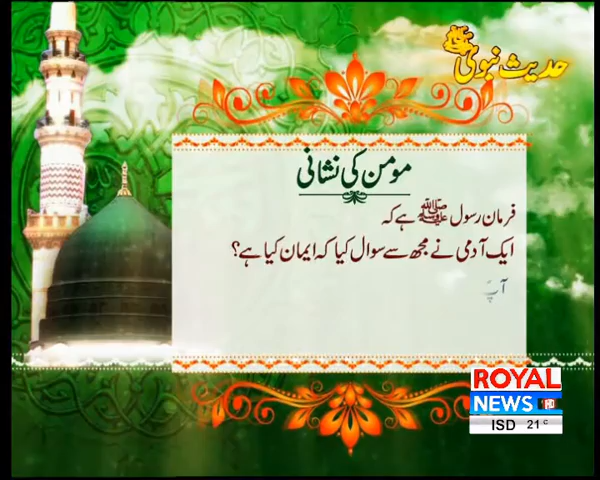 حدیث نبوی ﷺ
مومن کی نشانی
فرمان رسول ﷺ ہے کہ
ایک آدمی نے مجھ سے سوال کیا کہ ایمان کیا ہے؟
آپ
ROYAL
NEWS HD
ISD 21 c